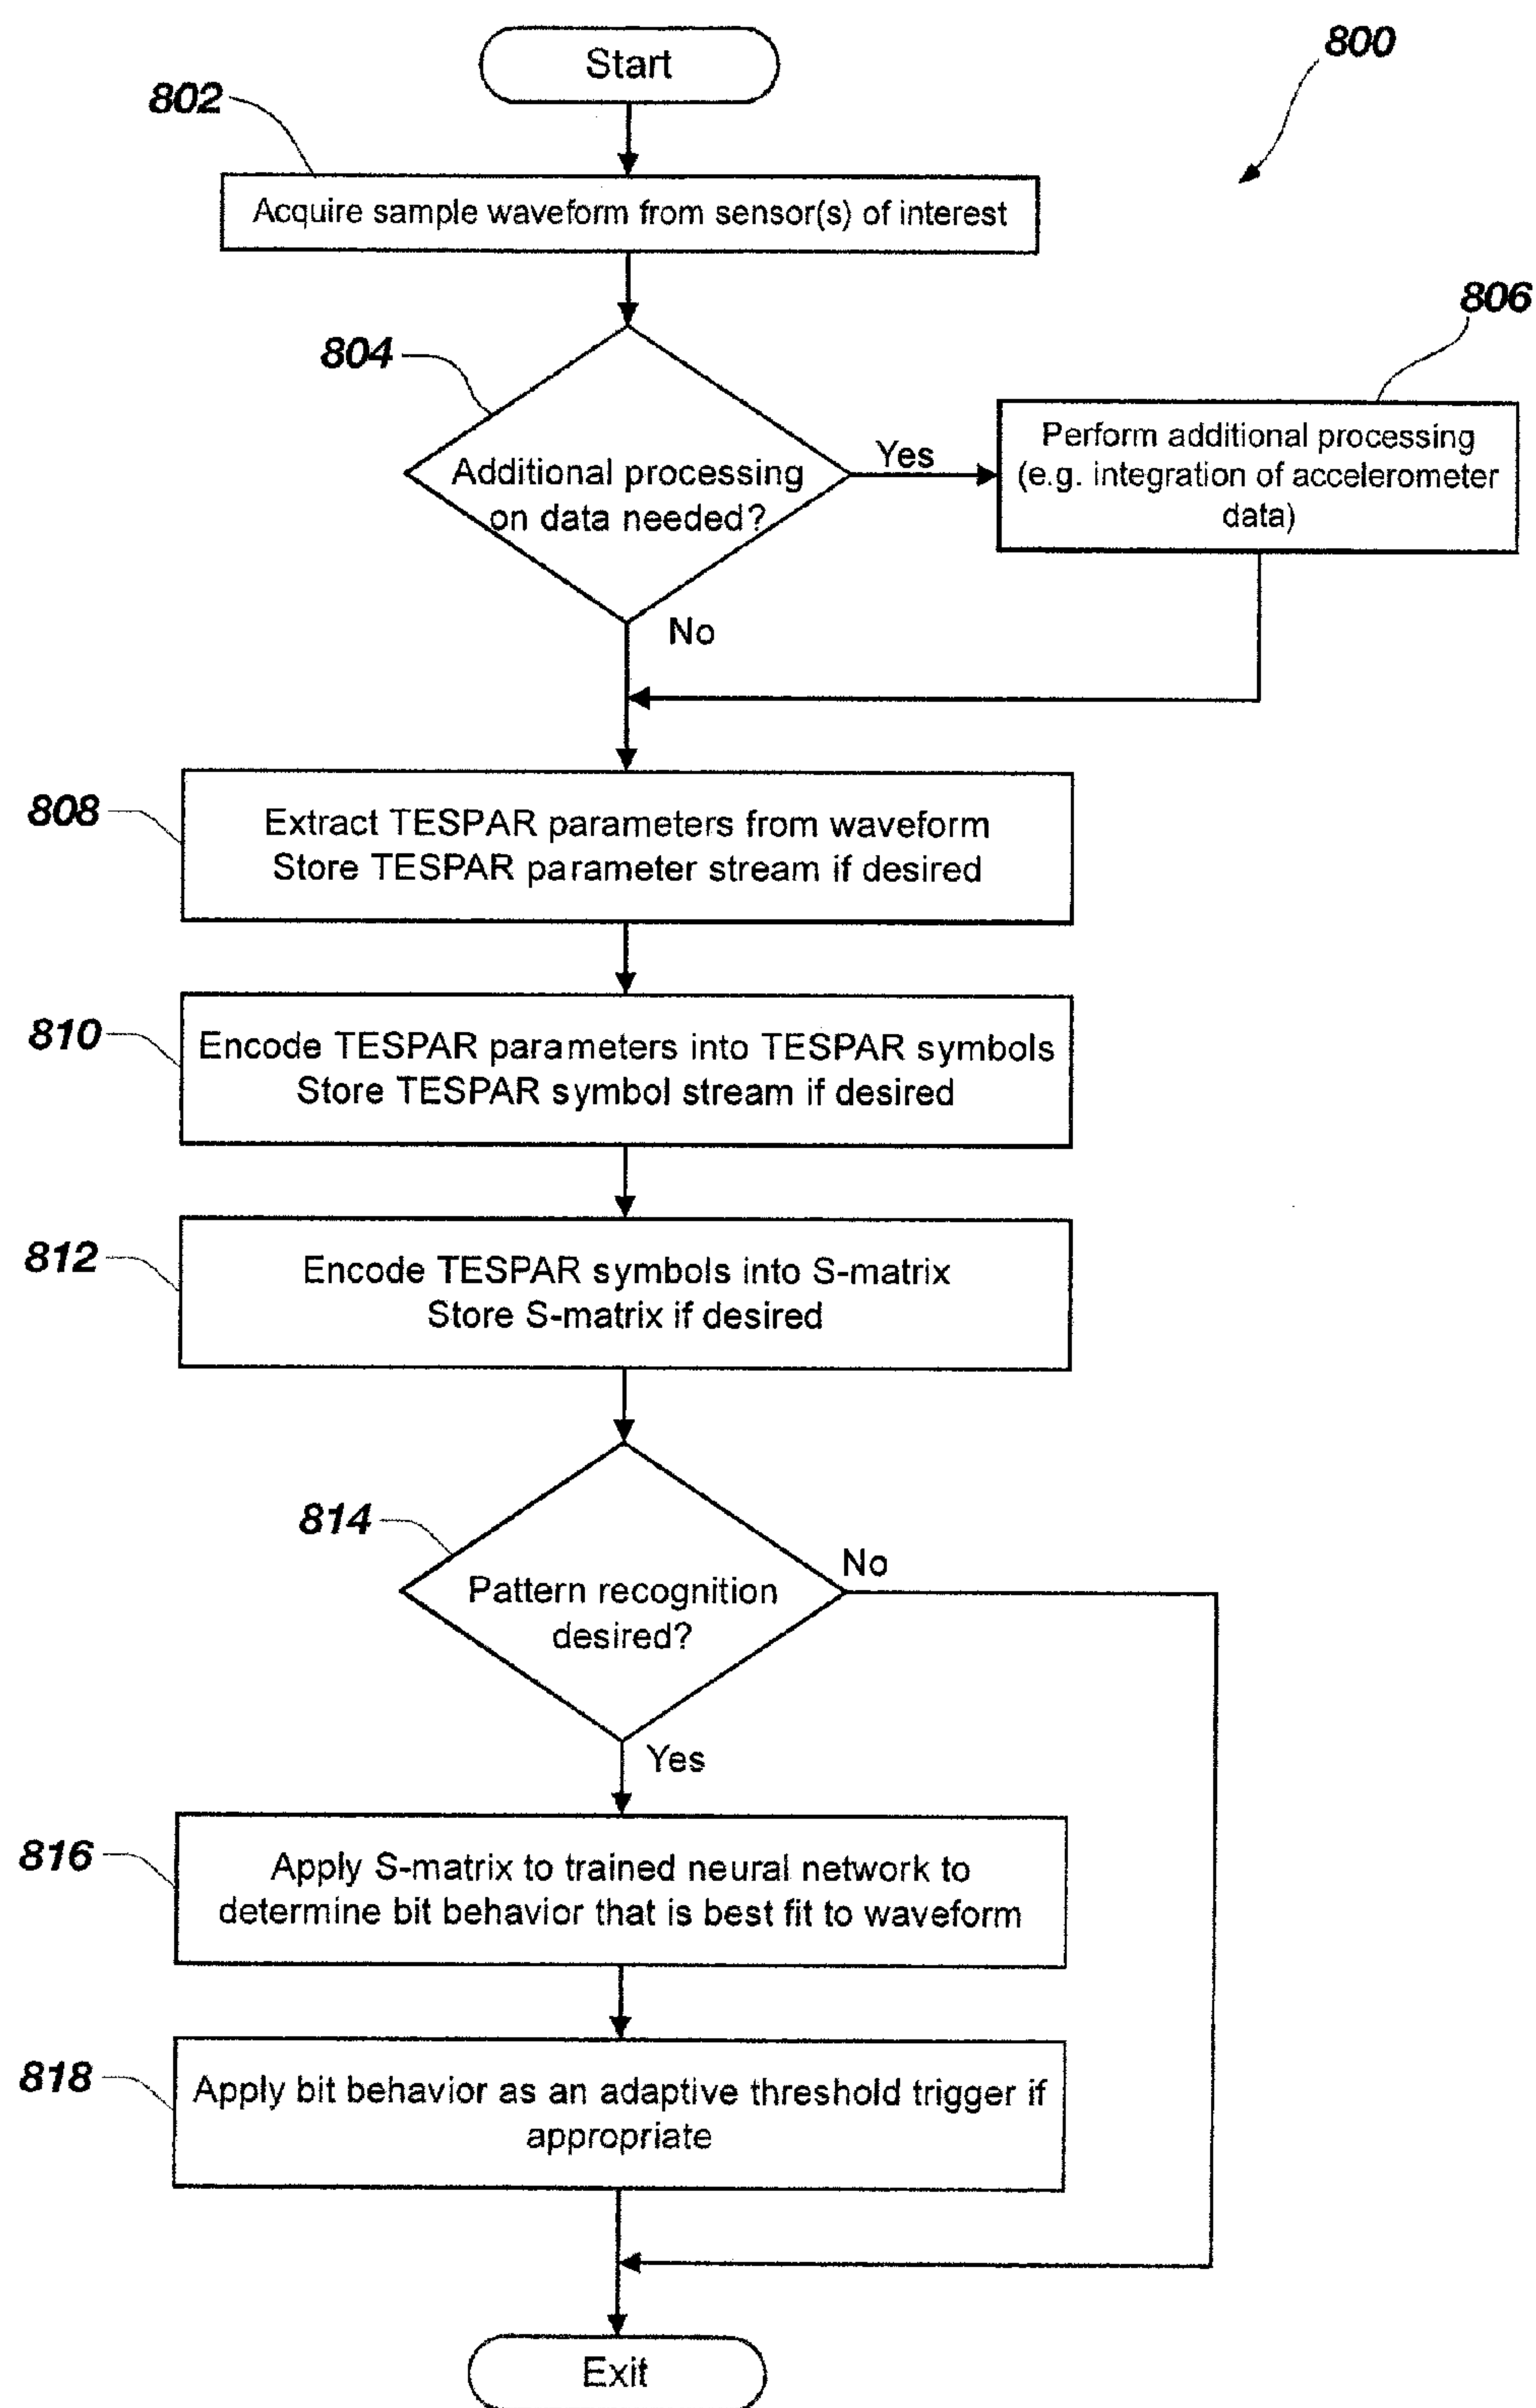 Start
800
802
Acquire sample waveform from sensor(s) of interest
804
806
Additional processing
on data needed?
Yes
Perform additional processing
(e.g. integration of accelerometer
data)
No
808
Extract TESPAR parameters from waveform
Store TESPAR parameter stream if desired
810
Encode TESPAR parameters into TESPAR symbols
Store TESPAR symbol stream if desired
812
Encode TESPAR symbols into S-matrix
Store S-matrix if desired
814
Pattern recognition
desired?
No
Yes
816
Apply S-matrix to trained neural network to
determine bit behavior that is best fit to waveform
818
Apply bit behavior as an adaptive threshold trigger if
appropriate
Exit